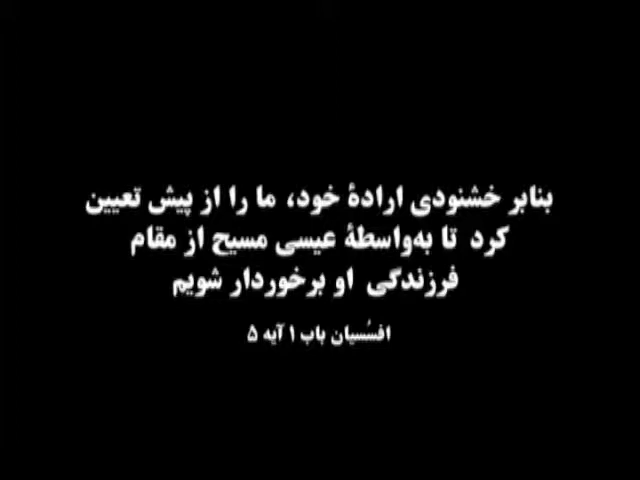 بنابر خشنودی ارادهٔ خود، ما را از پیش تعیین
کرد تا به‌واسطهٔ عیسی مسیح از مقام
فرزندگی او برخوردار شویم
افسُسیان باب ۱ آیه ۵